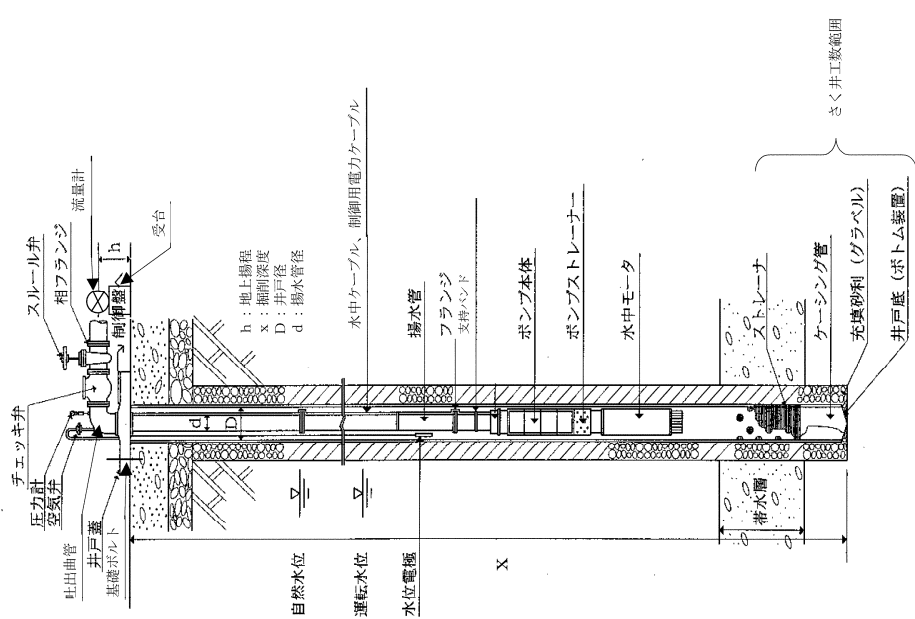 スルール弁
相フランジ
流量計
h
受台
制御盤
チェッキ弁
圧力計
空気弁
吐出曲管
井戸蓋
基礎ボルト
h：地上揚程
x：掘削深度
D：井戸径
d：揚水管径
d
D
水中ケーブル、制御用電力ケーブル
揚水管
フランジ
支持バンド
ポンプ本体
ポンプストレーナー
水中モータ
ストレーナ
ケーシング管
充填砂利（グラベル）
井戸底（ボトム装置）
さく井工数範囲
自然水位
運転水位
水位電極
X
帯水層